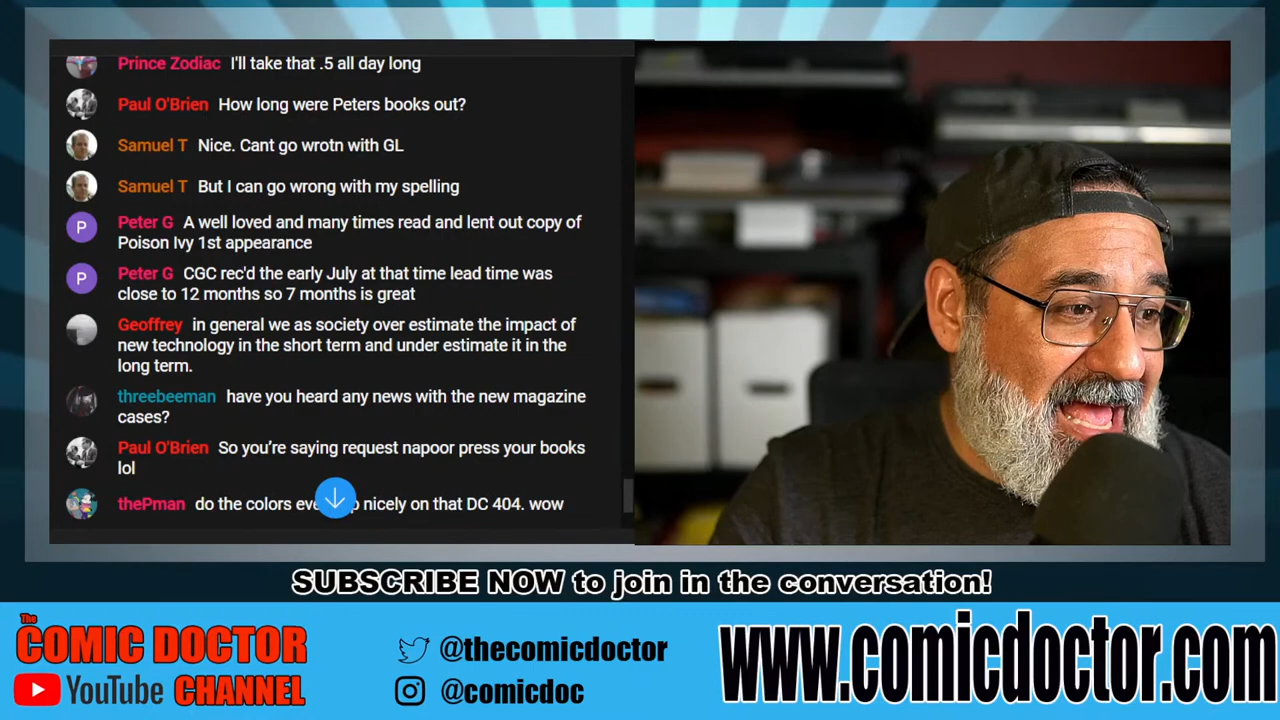 Prince Zodiac I'll take that .5 all day long
Paul O'Brien How long were Peters books out?
Samuel T Nice. Cant go wrotn with GL
Samuel T But I can go wrong with my spelling
P
Peter G A well loved and many times read and lent out copy of
Poison Ivy 1st appearance
P
Peter G CGC rec'd the early July at that time lead time was
close to 12 months so 7 months is great
Geoffrey in general we as society over estimate the impact of
new technology in the short term and under estimate it in the
long term.
threebeeman have you heard any news with the new magazine
cases?
Paul O'Brien So you’re saying request napoor press your books
lol
thePman do the colors nicely on that DC 404. wow
SUBSCRIBE NOW to join in the conversation!
The
COMIC DOCTOR
YouTube CHANNEL
@thecomicdoctor
@comicdoc
www.comicdoctor.com